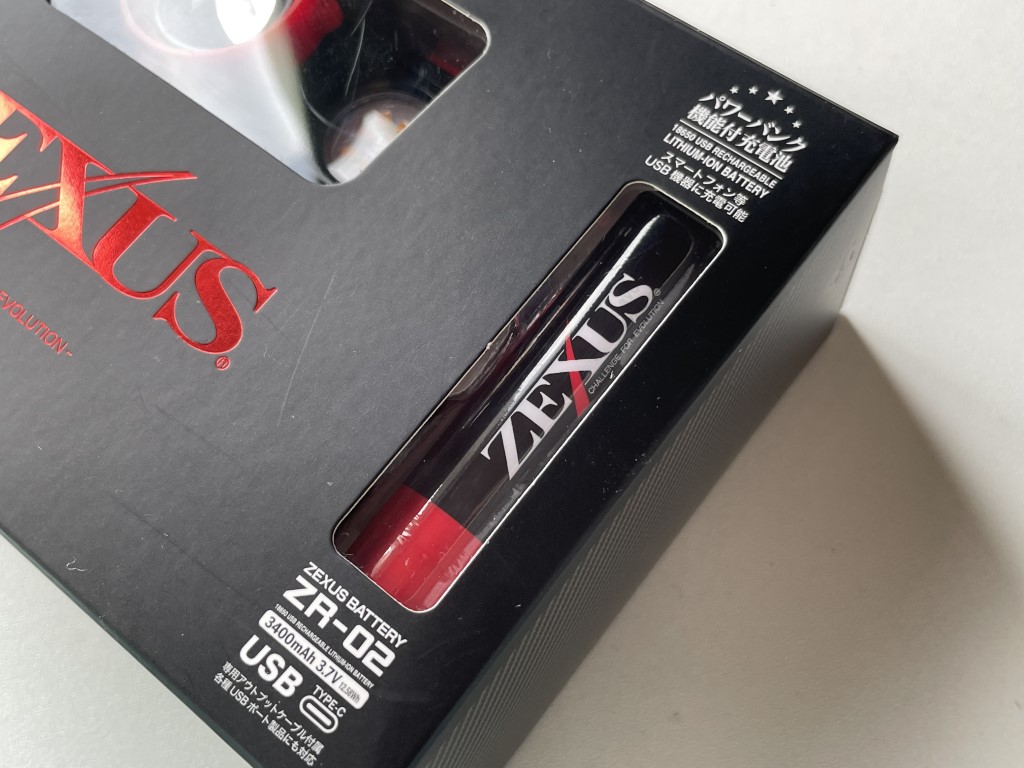 EXUS®
EVOLUTION-
パワーバンク
機能付充電池
18650 USB RECHARGEABLE
LITHIUM-ION BATTERY
スマートフォン等
USB機器に充電可能
ZEXUS®
CHALLENGE FOR EVOLUTION
ZEXUS BATTERY
ZR-02
18650 USB RECHARGEABLE LITHIUM-ION BATTERY
3400mAh 3.7V 12.58Wh
USB TYPE-C
専用アウトプットケーブル付属
各種USBポート製品にも対応